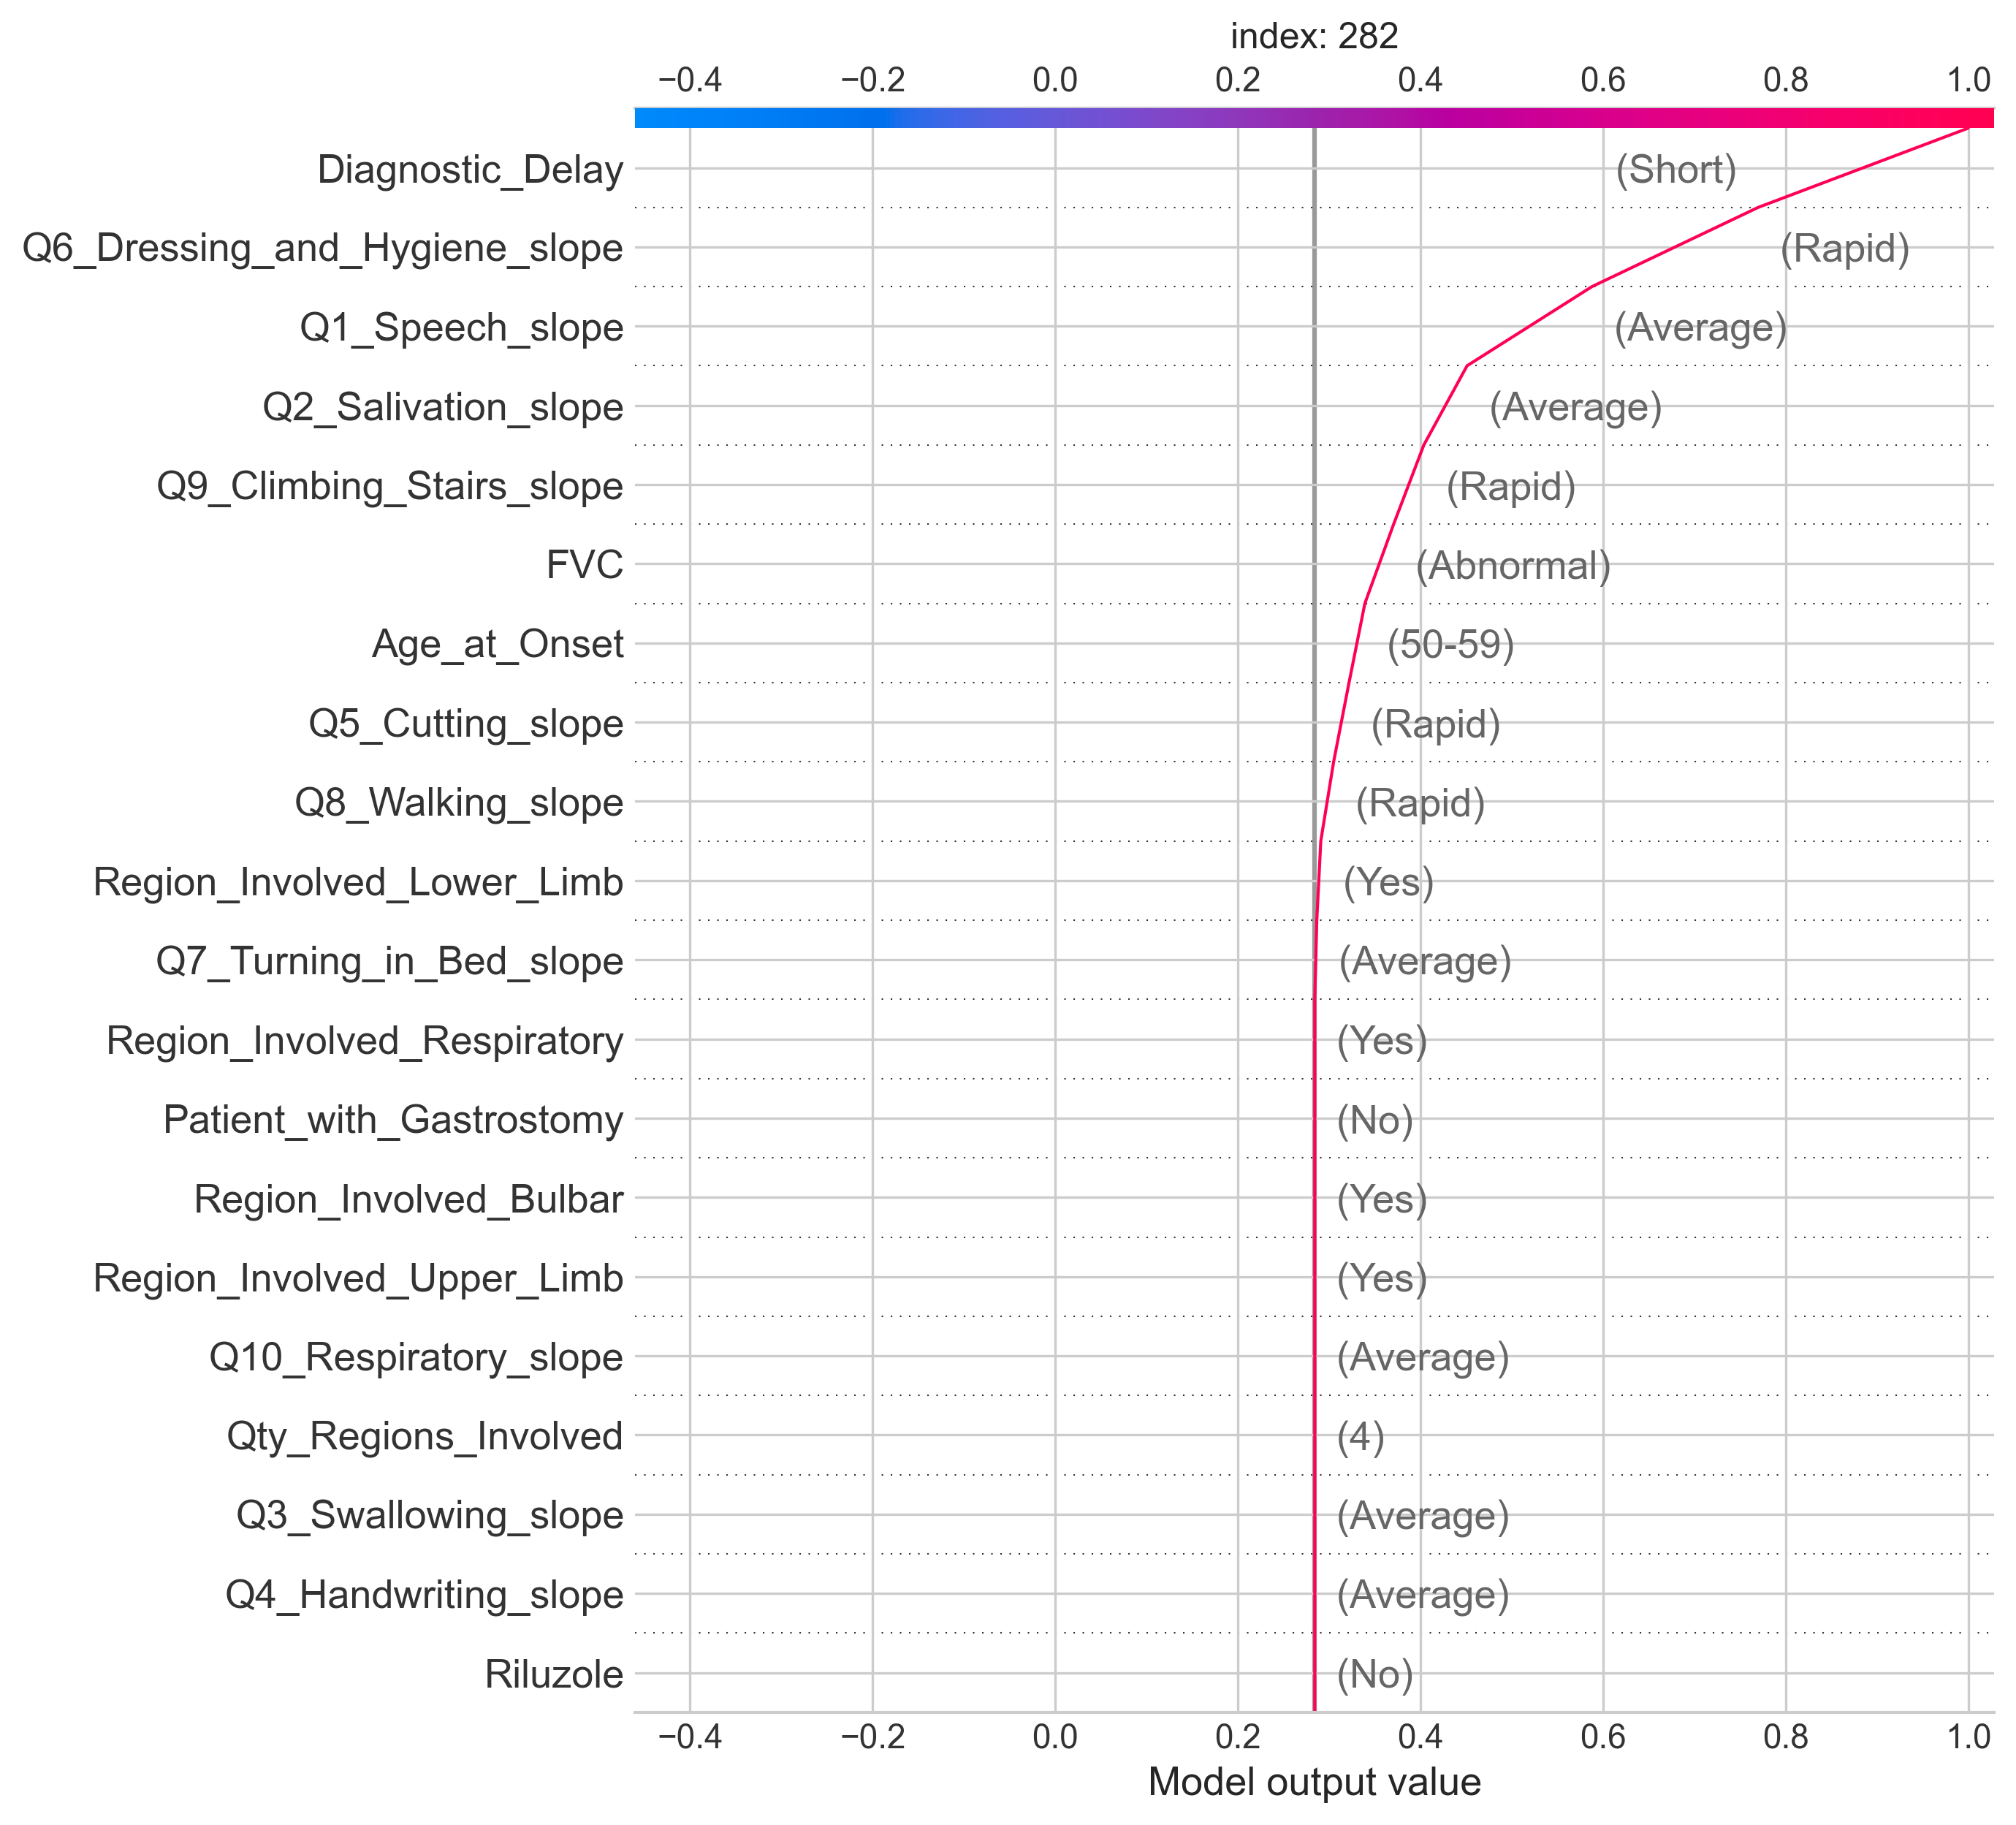 index: 282
−0.4 −0.2 0.0 0.2 0.4 0.6 0.8 1.0
Diagnostic_Delay (Short)
Q6_Dressing_and_Hygiene_slope (Rapid)
Q1_Speech_slope (Average)
Q2_Salivation_slope (Average)
Q9_Climbing_Stairs_slope (Rapid)
FVC (Abnormal)
Age_at_Onset (50-59)
Q5_Cutting_slope (Rapid)
Q8_Walking_slope (Rapid)
Region_Involved_Lower_Limb (Yes)
Q7_Turning_in_Bed_slope (Average)
Region_Involved_Respiratory (Yes)
Patient_with_Gastrostomy (No)
Region_Involved_Bulbar (Yes)
Region_Involved_Upper_Limb (Yes)
Q10_Respiratory_slope (Average)
Qty_Regions_Involved (4)
Q3_Swallowing_slope (Average)
Q4_Handwriting_slope (Average)
Riluzole (No)
−0.4 −0.2 0.0 0.2 0.4 0.6 0.8 1.0
Model output value